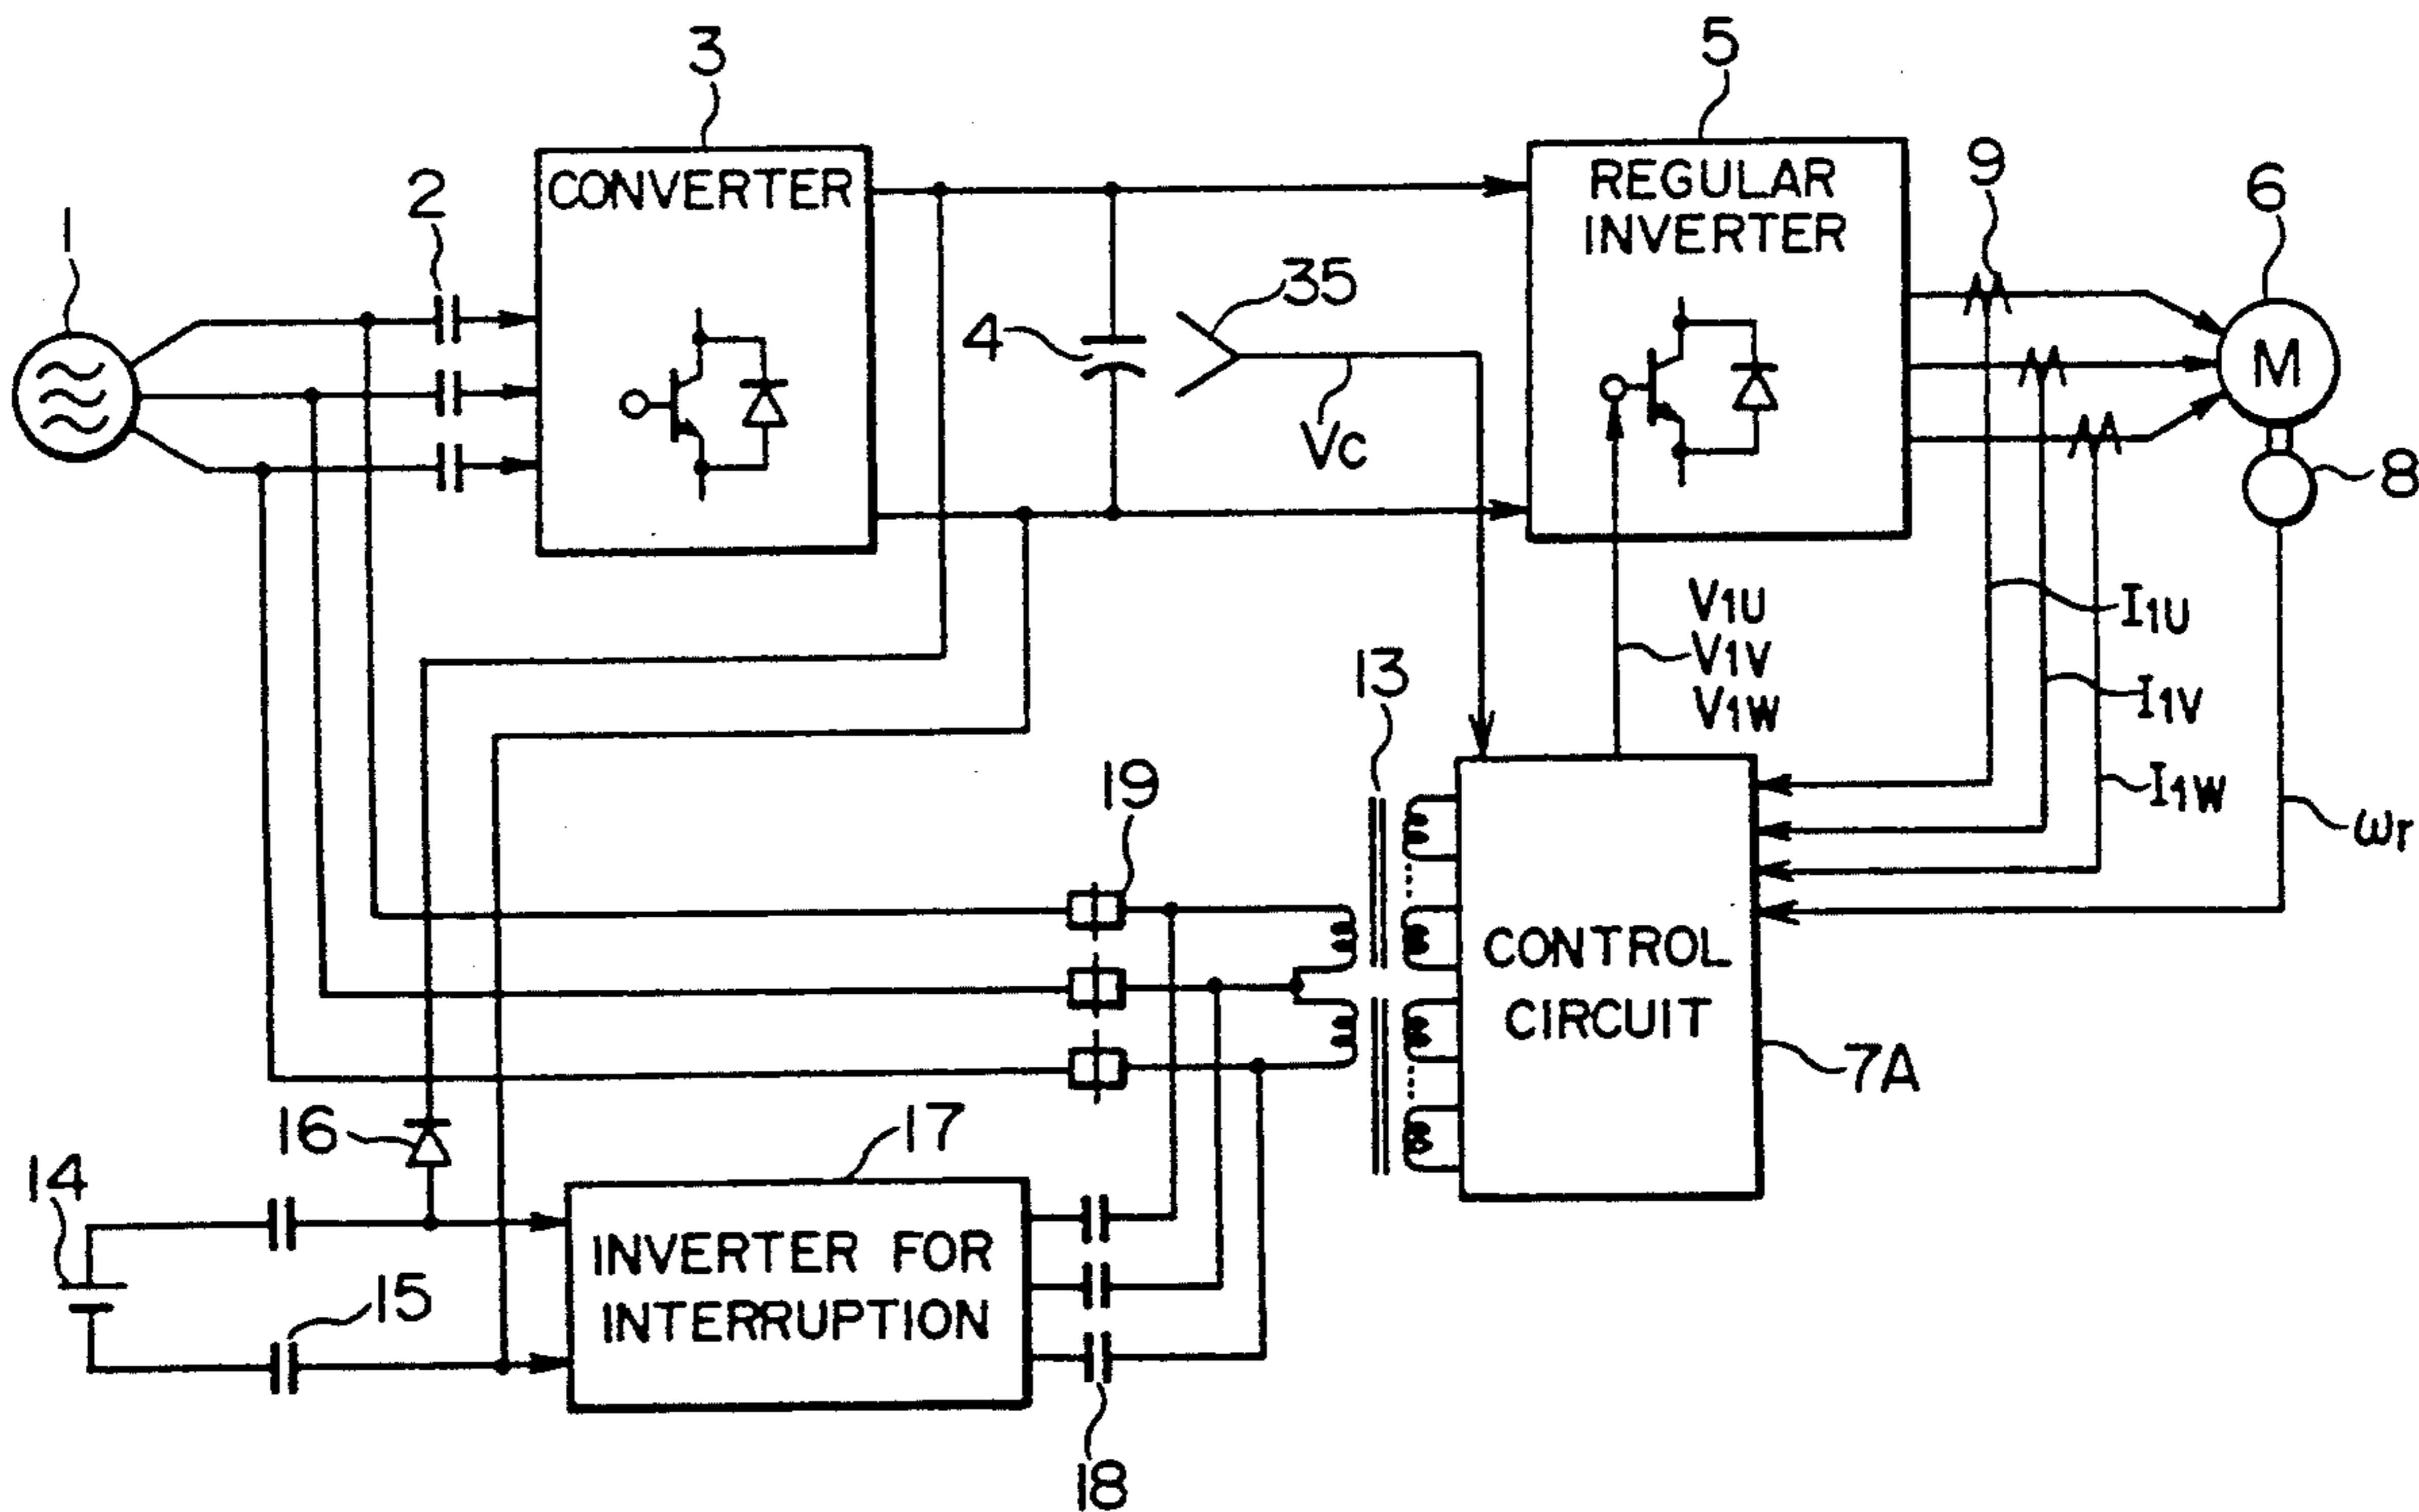 3
5
1
2
CONVERTER
REGULAR
INVERTER
9
6
4
35
M
Vc
8
V1U
V1V
V1W
I1U
I1V
I1W
ωr
13
19
CONTROL
CIRCUIT
7A
16
17
14
15
INVERTER FOR
INTERRUPTION
18